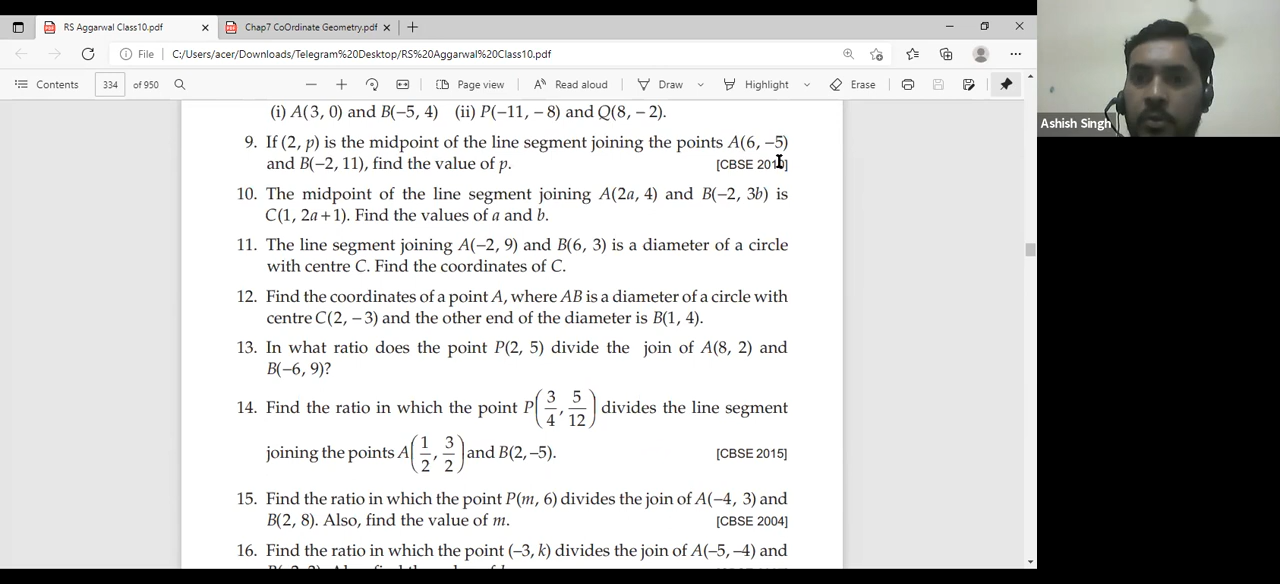 RS Aggarwal Class10.pdf
Chap7 CoOrdinate Geometry.pdf
File
C:/Users/acer/Downloads/Telegram%20Desktop/RS%20Aggarwal%20Class10.pdf
Contents 334 of 950 Page view Read aloud Draw Highlight Erase
Ashish Singh
(i) A(3, 0) and B(−5, 4) (ii) P(−11, −8) and Q(8, −2).
9. If (2, p) is the midpoint of the line segment joining the points A(6, −5)
and B(−2, 11), find the value of p. [CBSE 2010]
10. The midpoint of the line segment joining A(2a, 4) and B(−2, 3b) is
C(1, 2a+1). Find the values of a and b.
11. The line segment joining A(−2, 9) and B(6, 3) is a diameter of a circle
with centre C. Find the coordinates of C.
12. Find the coordinates of a point A, where AB is a diameter of a circle with
centre C(2, −3) and the other end of the diameter is B(1, 4).
13. In what ratio does the point P(2, 5) divide the join of A(8, 2) and
B(−6, 9)?
14. Find the ratio in which the point P(3/4, 5/12) divides the line segment
joining the points A(1/2, 3/2) and B(2, −5). [CBSE 2015]
15. Find the ratio in which the point P(m, 6) divides the join of A(−4, 3) and
B(2, 8). Also, find the value of m. [CBSE 2004]
16. Find the ratio in which the point (−3, k) divides the join of A(−5, −4) and